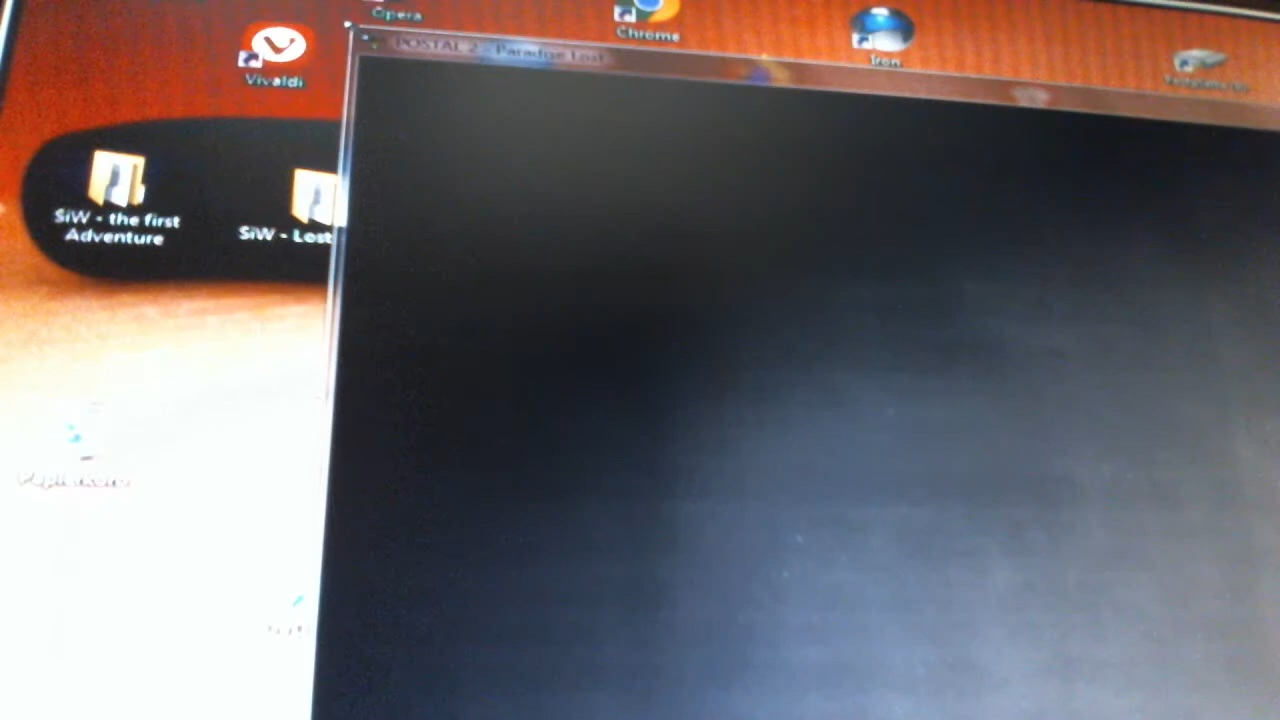 Opera
Chrome
Iron
Vivaldi
POSTAL 2 - Paradise Lost
SiW - the first
Adventure
SiW - Lost